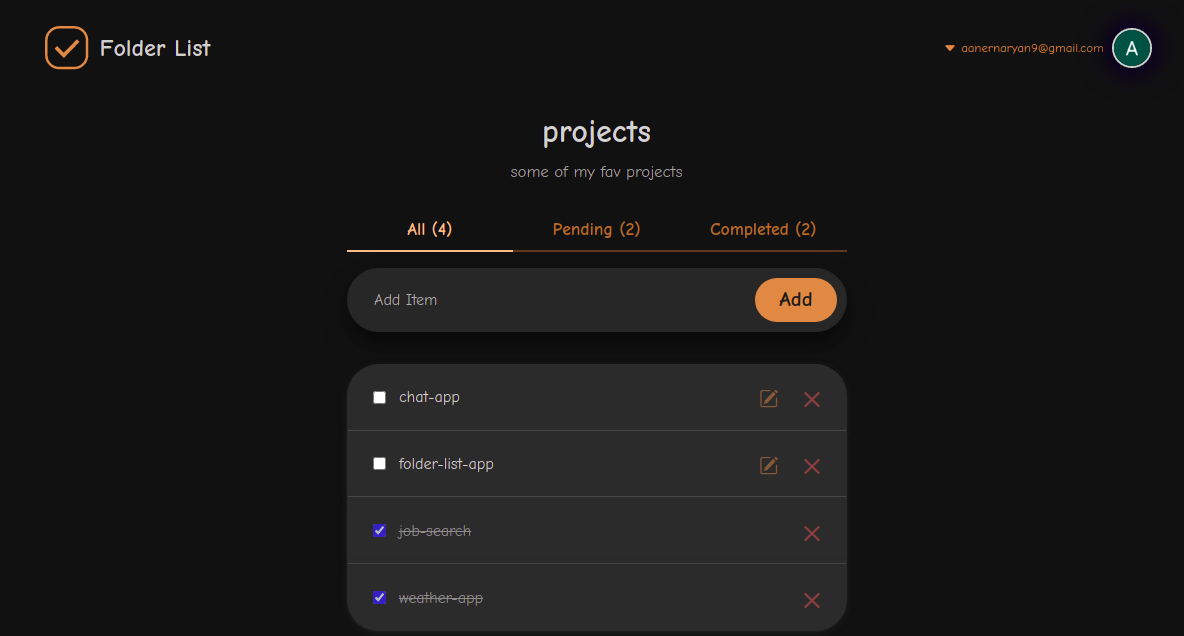 Folder List
aanernaryan9@gmail.com A
projects
some of my fav projects
All (4) Pending (2) Completed (2)
Add Item Add
chat-app
folder-list-app
job-search
weather-app